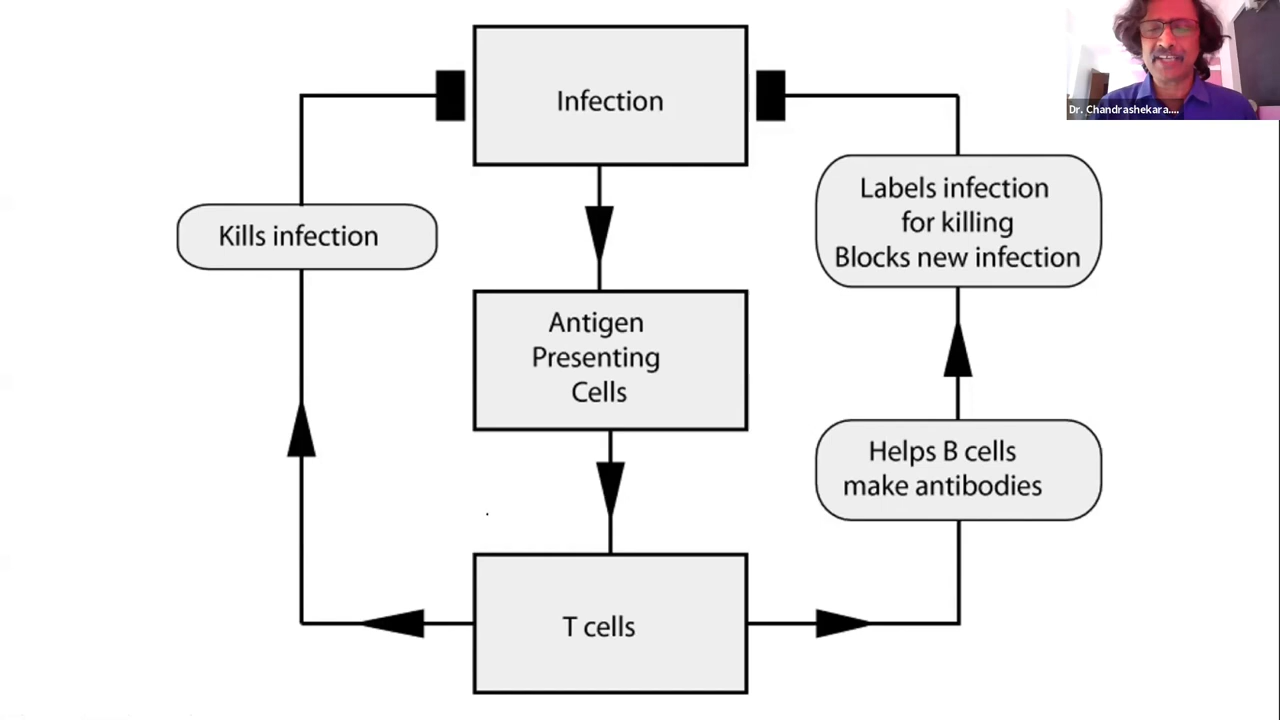 Infection
Dr. Chandrashekara....
Labels infection
for killing
Blocks new infection
Kills infection
Antigen
Presenting
Cells
Helps B cells
make antibodies
T cells